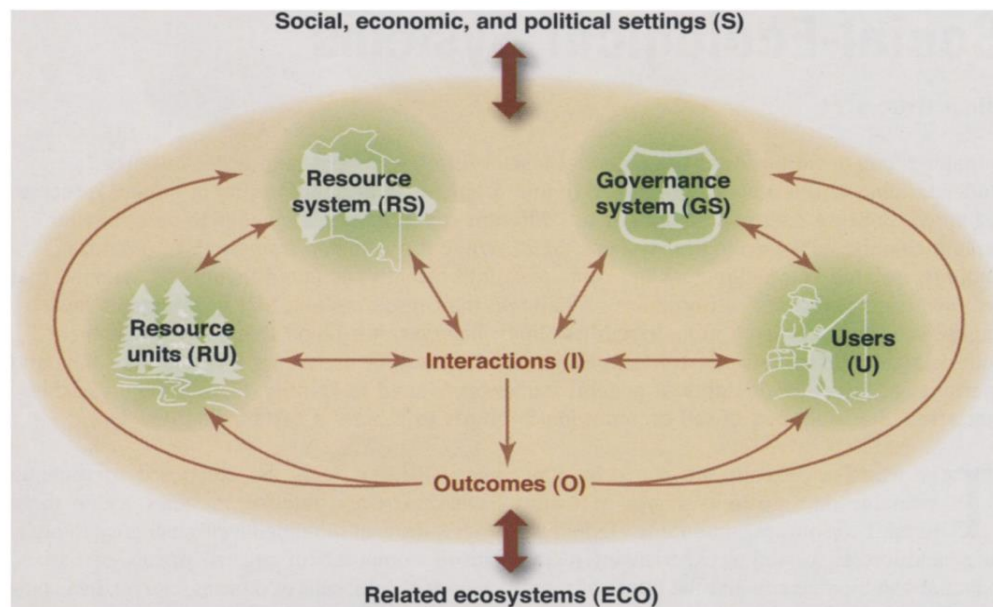 Social, economic, and political settings (S)
Resource
system (RS)
Governance
system (GS)
Resource
units (RU)
Interactions (I)
Users
(U)
Outcomes (O)
Related ecosystems (ECO)